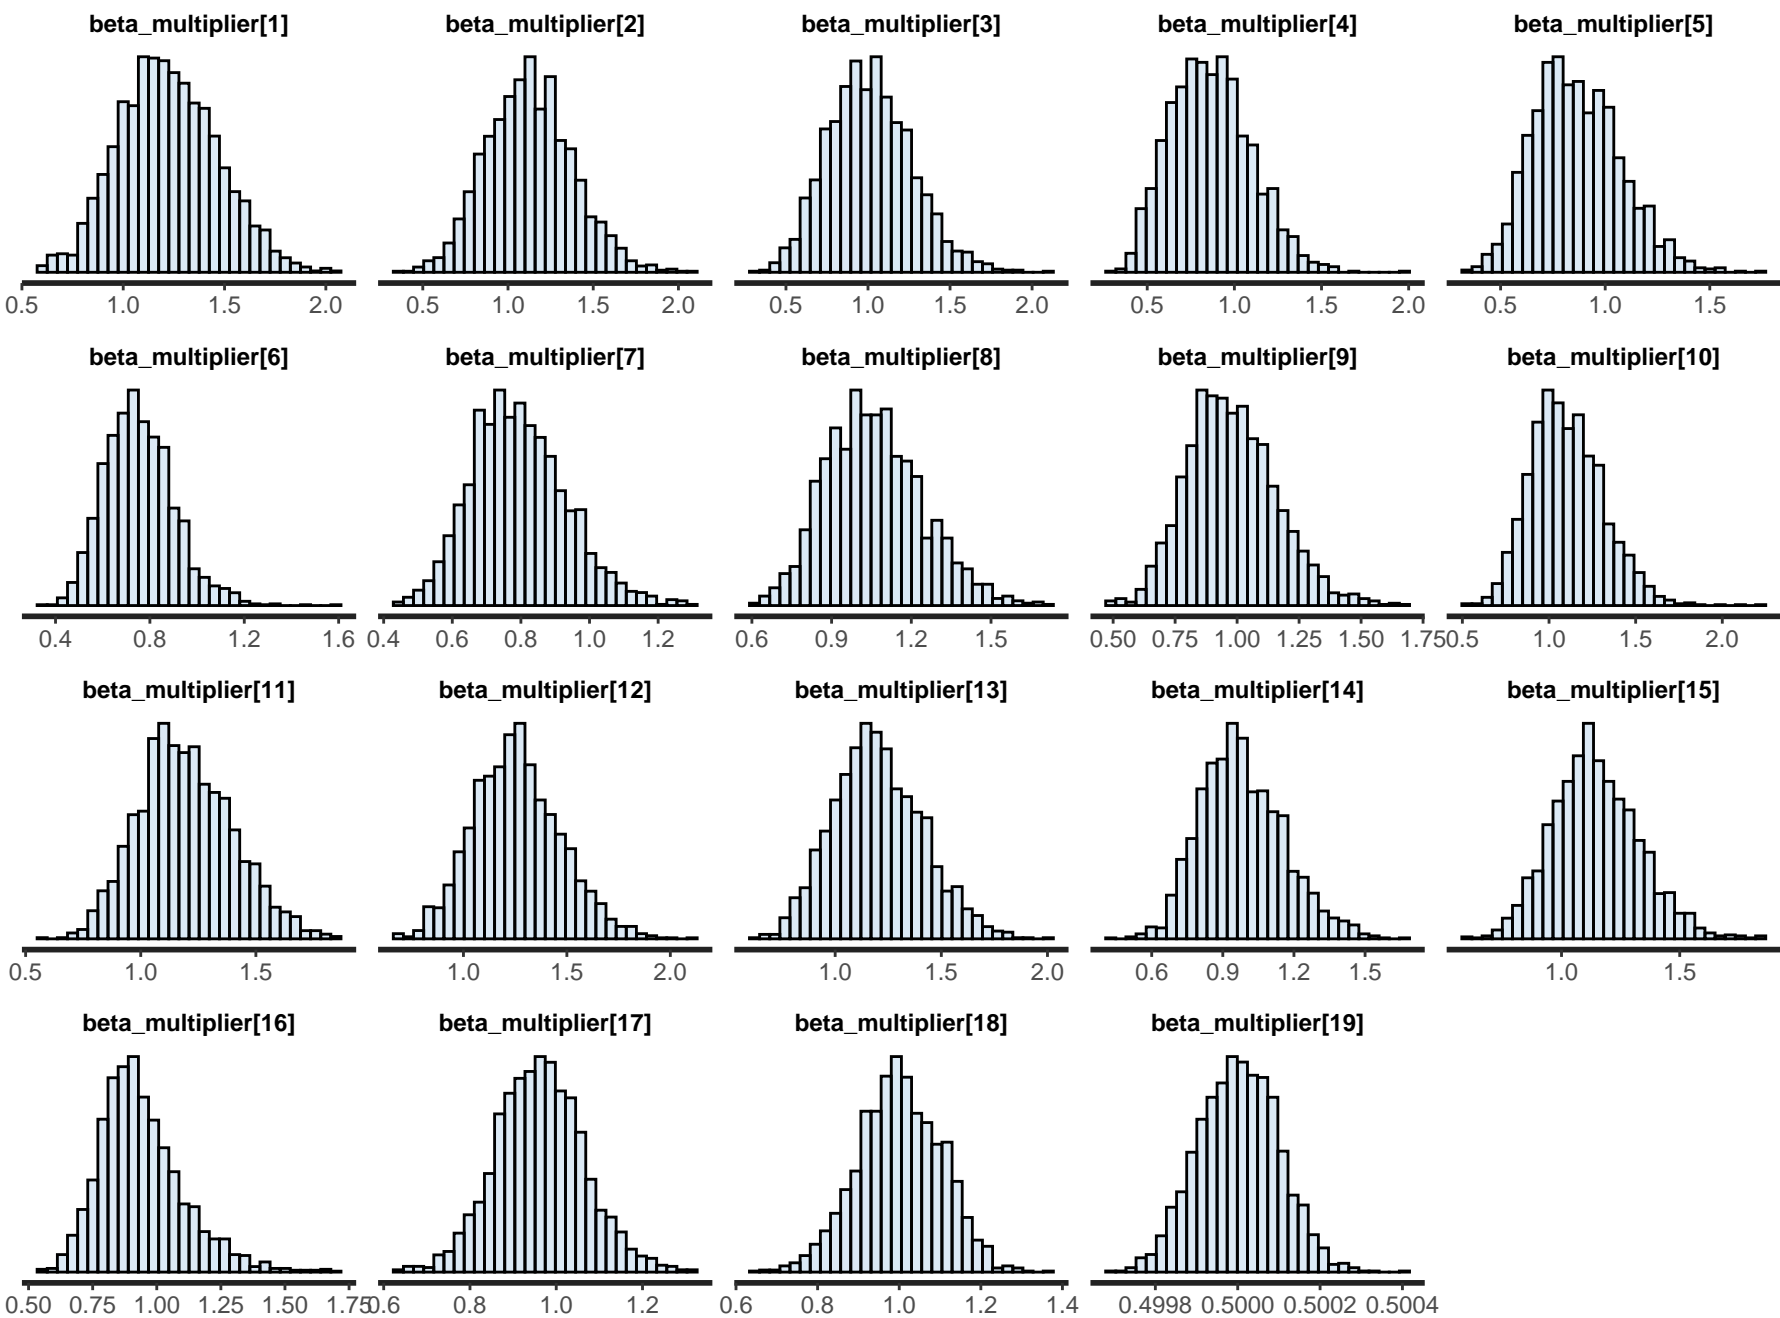 beta_multiplier[1] beta_multiplier[2] beta_multiplier[3] beta_multiplier[4] beta_multiplier[5]
0.5 1.0 1.5 2.0 0.5 1.0 1.5 2.0 0.5 1.0 1.5 2.0 0.5 1.0 1.5 2.0 0.5 1.0 1.5
beta_multiplier[6] beta_multiplier[7] beta_multiplier[8] beta_multiplier[9] beta_multiplier[10]
0.4 0.8 1.2 1.6 0.4 0.6 0.8 1.0 1.2 0.6 0.9 1.2 1.5 0.50 0.75 1.00 1.25 1.50 1.75 0.5 1.0 1.5 2.0
beta_multiplier[11] beta_multiplier[12] beta_multiplier[13] beta_multiplier[14] beta_multiplier[15]
0.5 1.0 1.5 1.0 1.5 2.0 1.0 1.5 2.0 0.6 0.9 1.2 1.5 1.0 1.5
beta_multiplier[16] beta_multiplier[17] beta_multiplier[18] beta_multiplier[19]
0.50 0.75 1.00 1.25 1.50 1.75 0.6 0.8 1.0 1.2 0.6 0.8 1.0 1.2 1.4 0.4998 0.5000 0.5002 0.5004